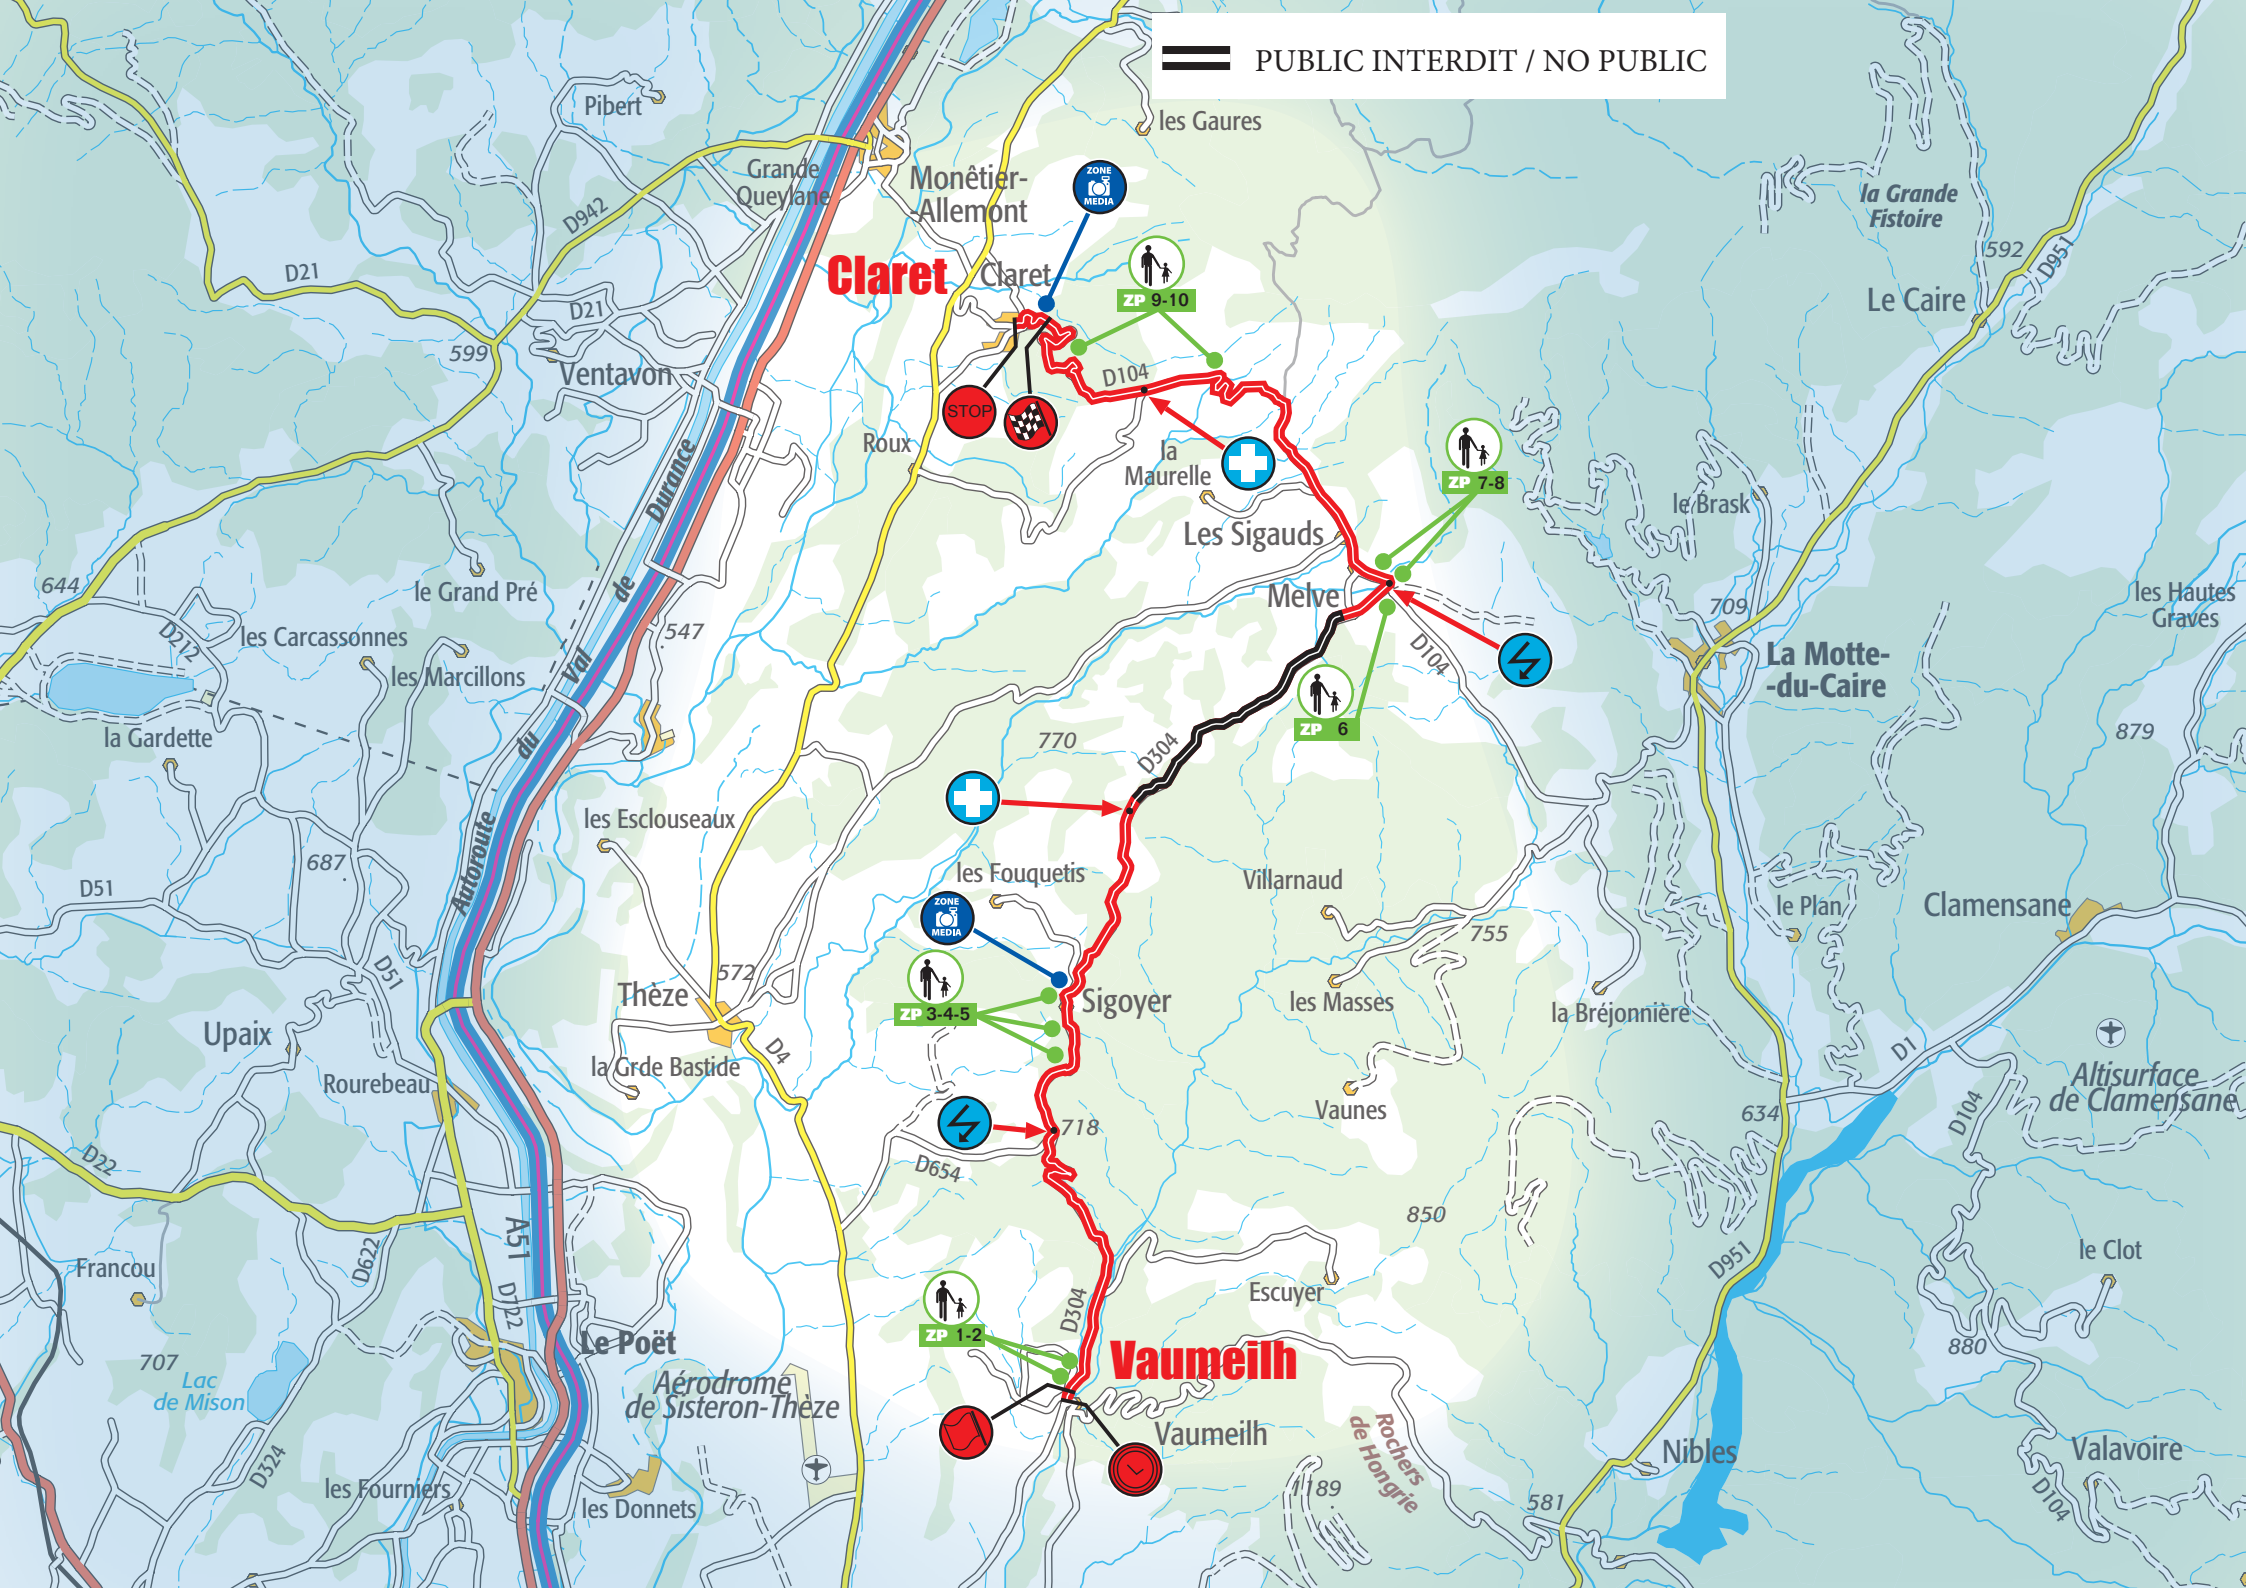 PUBLIC INTERDIT / NO PUBLIC
Pibert
les Gaures
Grande
Queylane
Monêtier-
-Allemont
ZONE
MEDIA
la Grande
Fistoire
D942
592
D951
D21
Claret
Claret
ZP 9-10
Le Caire
D21
599
Ventavon
D104
STOP
Roux
la
Maurelle
ZP 7-8
le Brask
Les Sigauds
644
le Grand Pré
Melve
709
les Hautes
Graves
D212
les Carcassonnes
547
D104
La Motte-
-du-Caire
les Marcillons
ZP 6
la Gardette
770
D304
879
Autoroute du Val de Durance
les Esclouseaux
687
les Fouquetis
Villarnaud
D51
ZONE
MEDIA
le Plan
Clamensane
755
D51
572
Thèze
Sigoyer
les Masses
la Bréjonnière
ZP 3-4-5
Upaix
D4
D1
la Grde Bastide
Rourebeau
Altisurface
de Clamensane
Vaunes
634
D104
718
D22
D654
850
A51
D622
D951
le Clot
Francou
D722
Escuyer
D304
ZP 1-2
Le Poët
Vaumeilh
880
707
Lac
de Mison
Aérodrome
de Sisteron-Thèze
Vaumeilh
Rochers
de Hongrie
Nibles
Valavoire
D324
les Fourniers
les Donnets
1189
581
D104